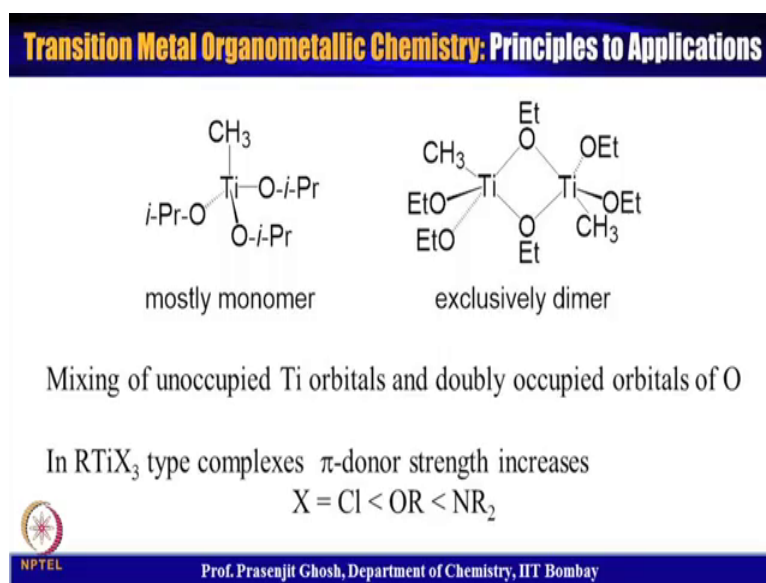 Transition Metal Organometallic Chemistry: Principles to Applications
CH3
Ti
O-i-Pr
i-Pr-O
O-i-Pr
mostly monomer
Et
O
CH3
OEt
Ti
Ti
EtO
OEt
EtO
O
CH3
Et
exclusively dimer
Mixing of unoccupied Ti orbitals and doubly occupied orbitals of O
In RTiX3 type complexes π-donor strength increases
X = Cl < OR < NR2
NPTEL
Prof. Prasenjit Ghosh, Department of Chemistry, IIT Bombay